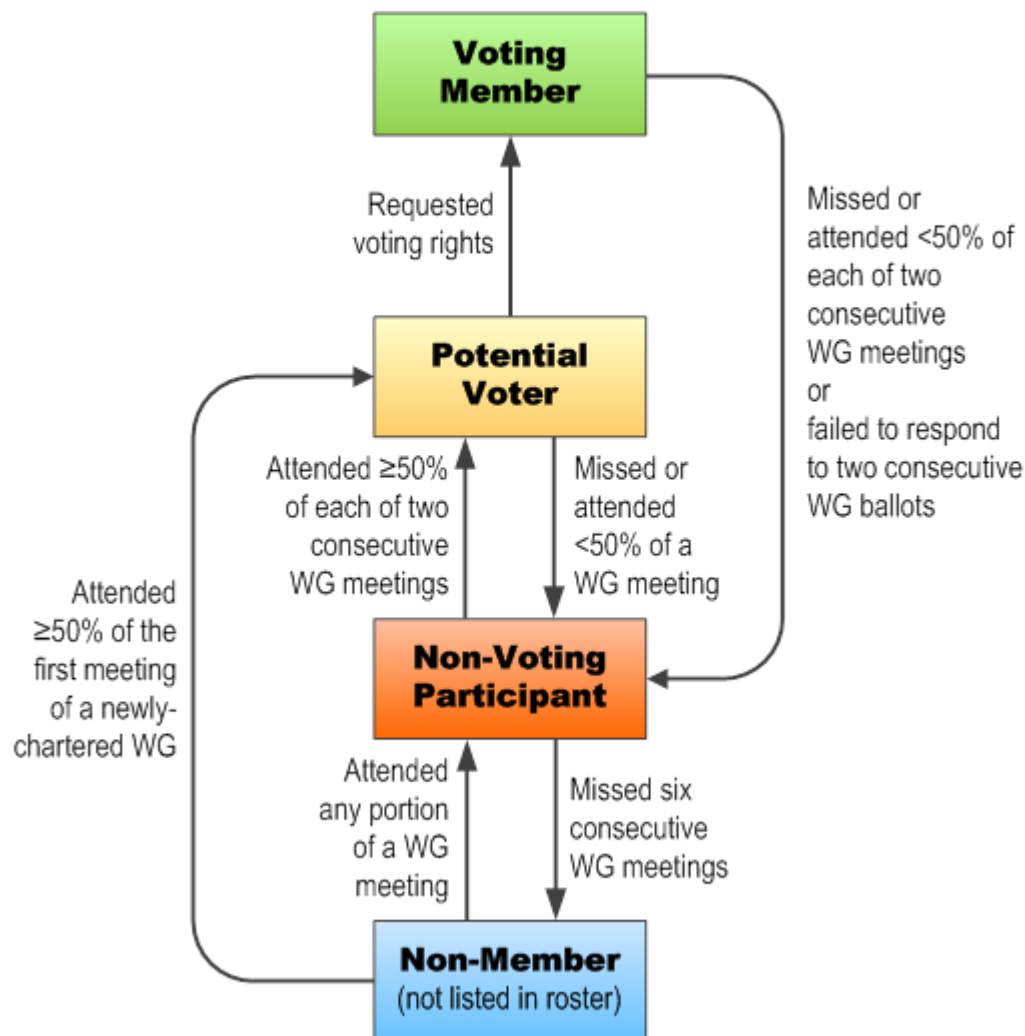 Voting
Member
Requested
voting rights
Missed or
attended <50% of
each of two
consecutive
WG meetings
or
failed to respond
to two consecutive
WG ballots
Potential
Voter
Attended ≥50%
of each of two
consecutive
WG meetings
Missed or
attended
<50% of a
WG meeting
Attended
≥50% of the
first meeting
of a newly-
chartered WG
Non-Voting
Participant
Attended
any portion
of a WG
meeting
Missed six
consecutive
WG meetings
Non-Member
(not listed in roster)